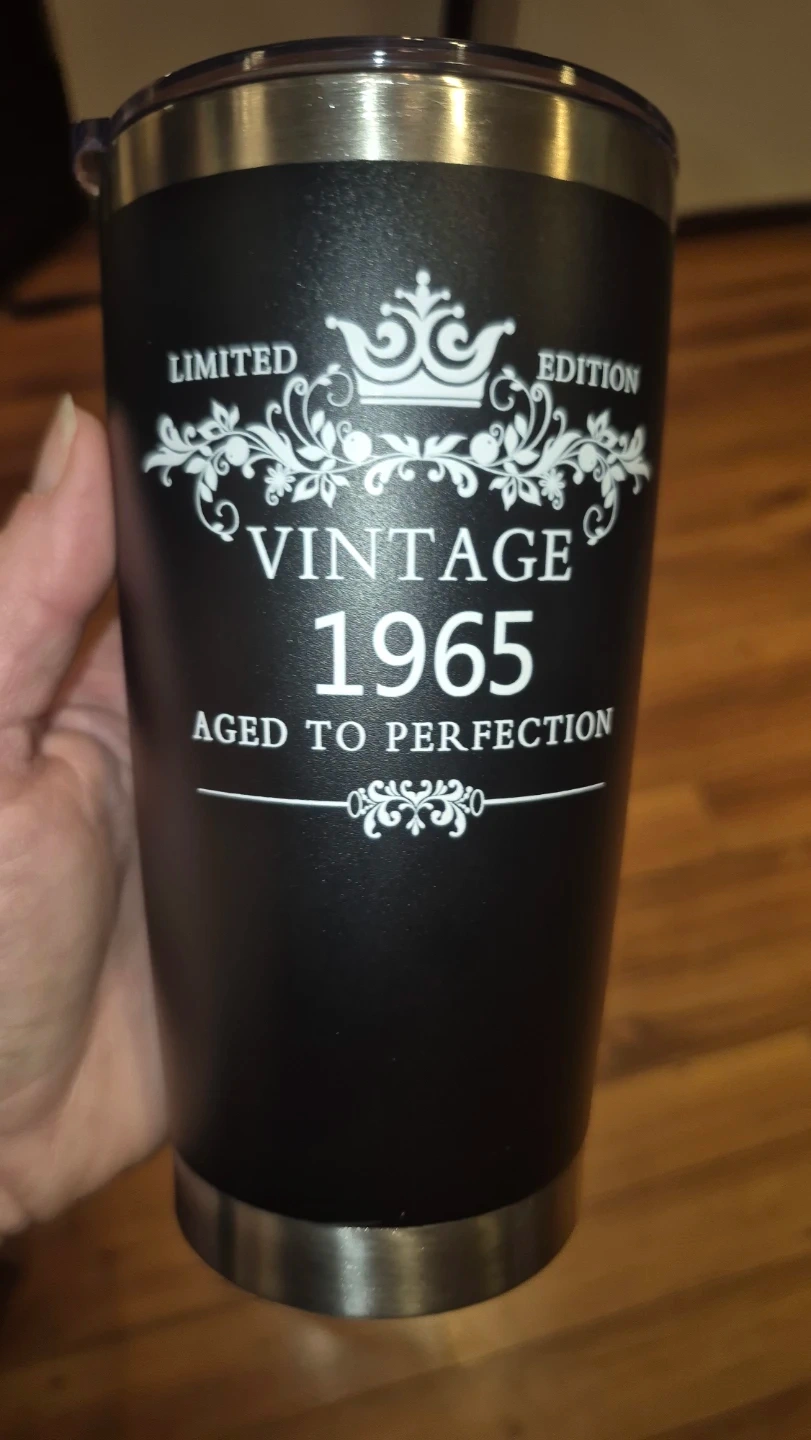 LIMITED EDITION
VINTAGE
1965
AGED TO PERFECTION